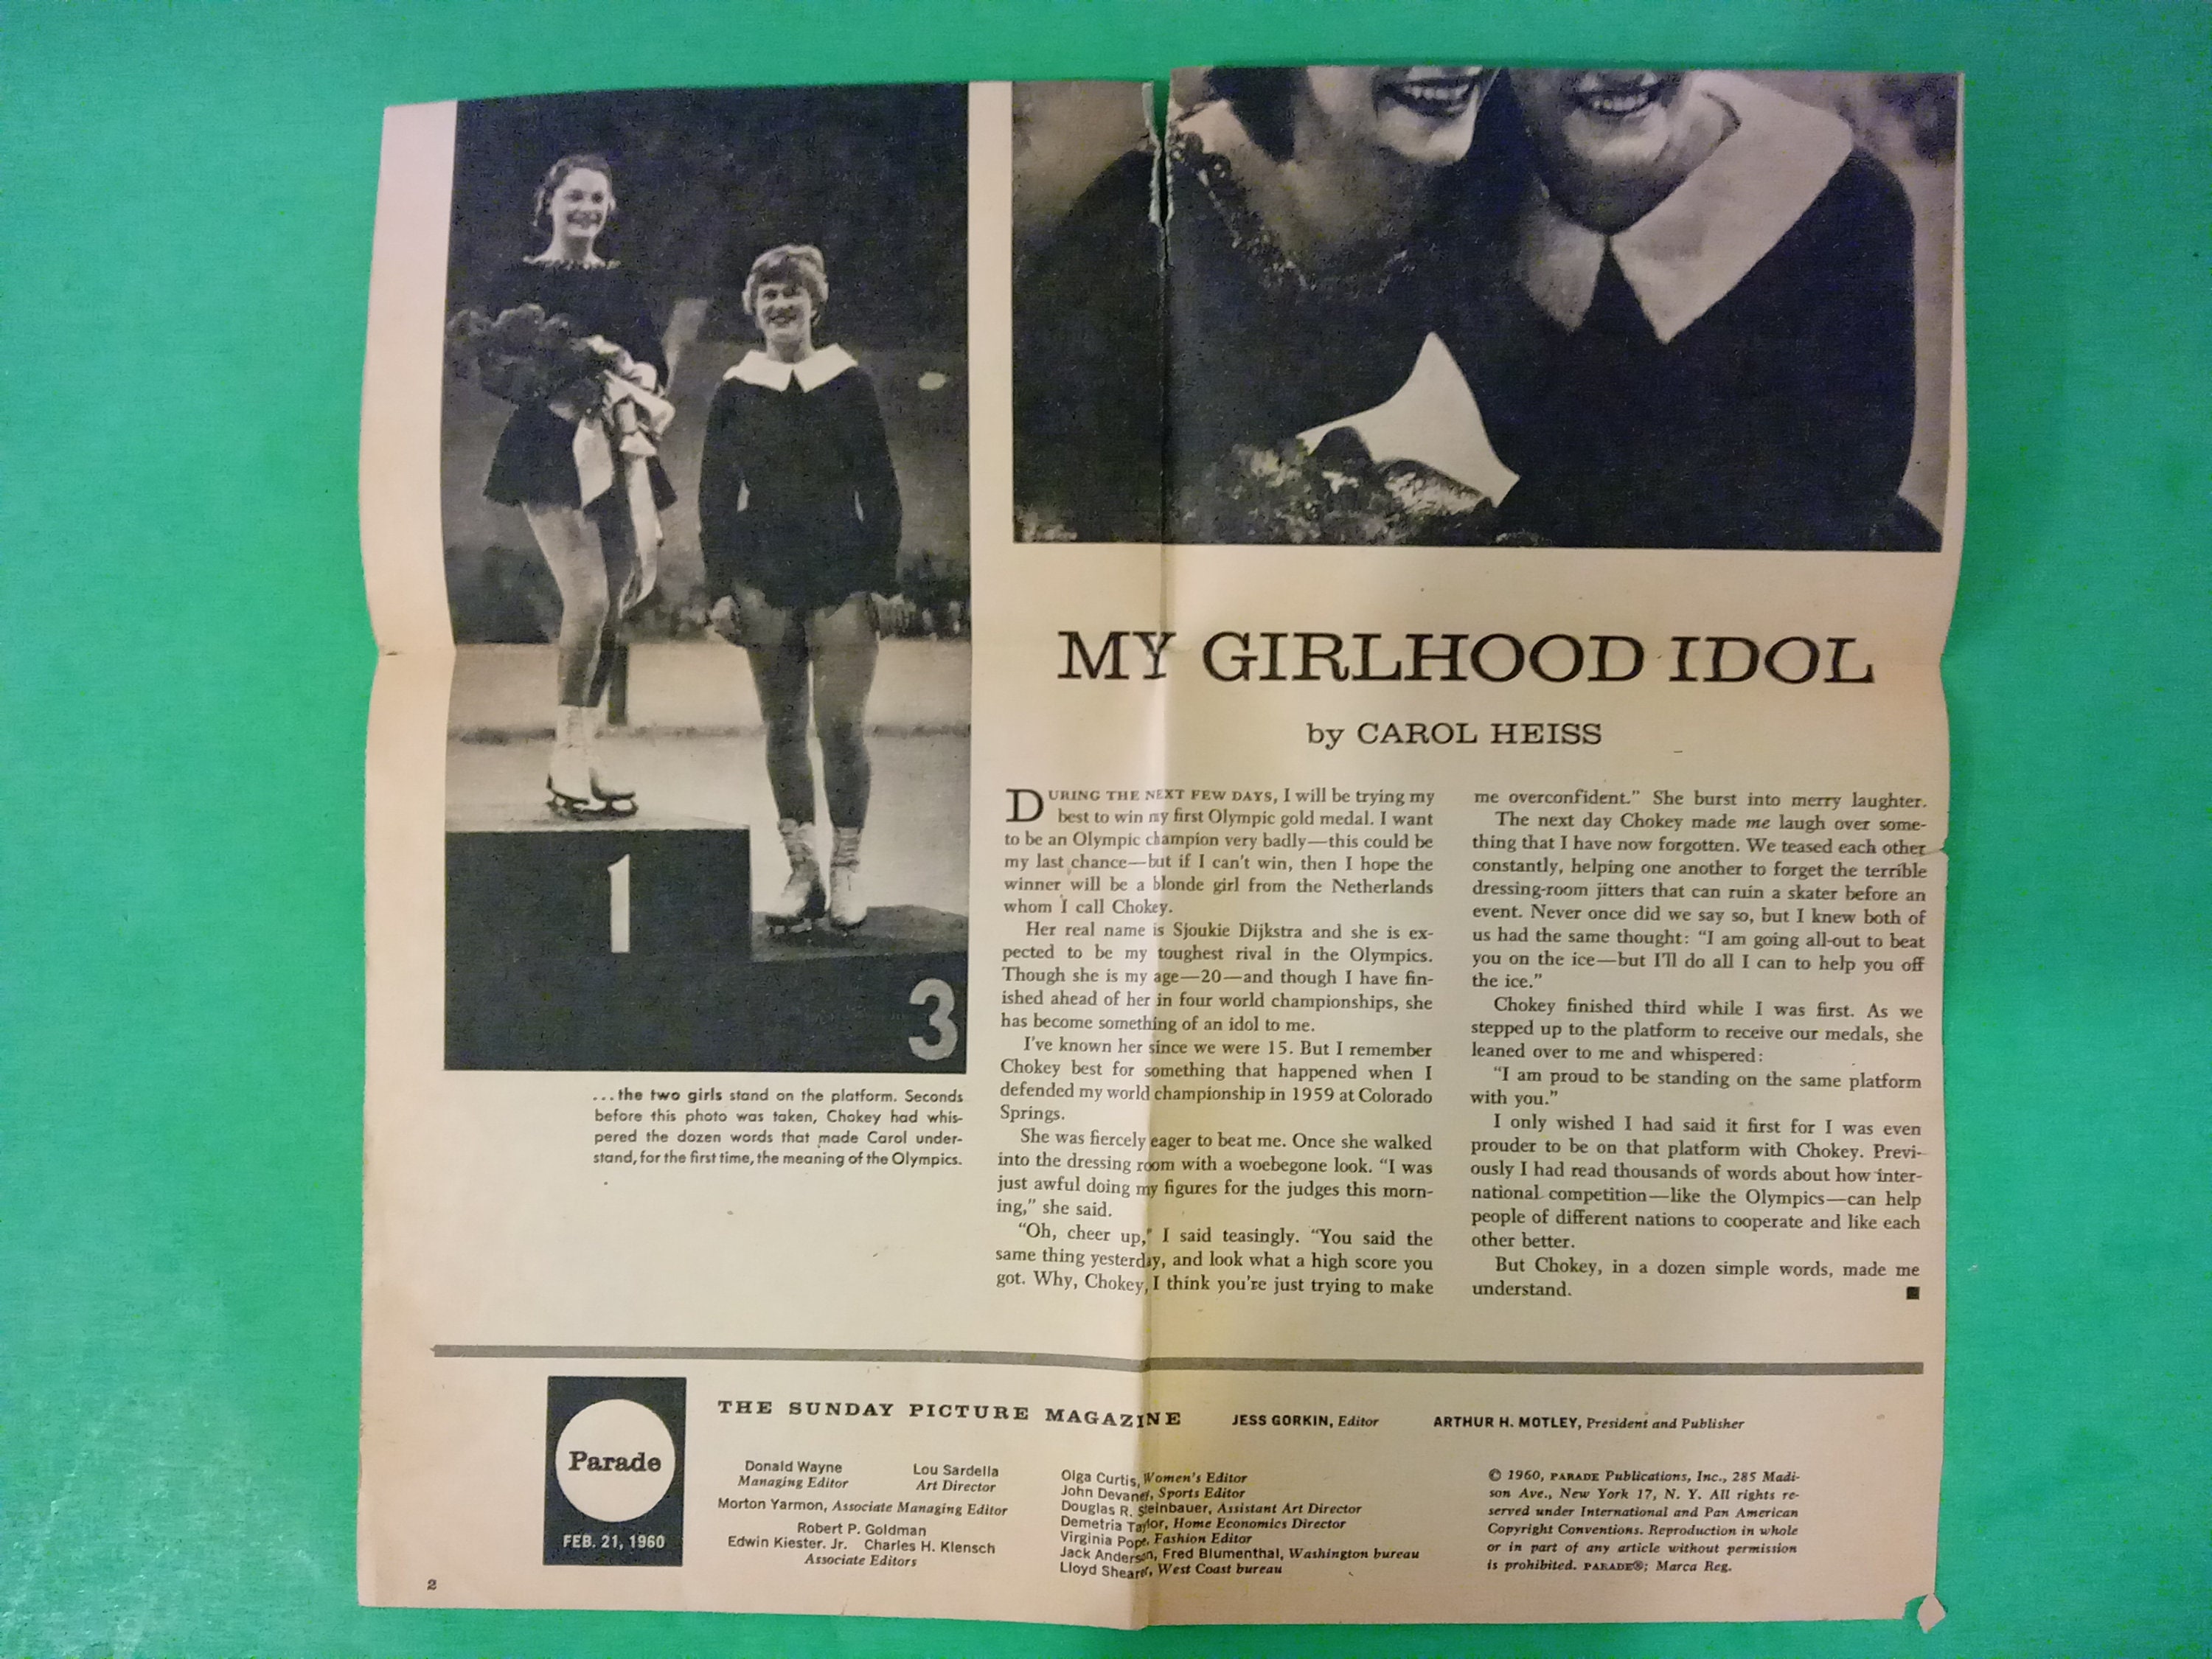 1
3
...the two girls stand on the platform. Seconds
before this photo was taken, Chokey had whis-
pered the dozen words that made Carol under-
stand, for the first time, the meaning of the Olympics.
MY GIRLHOOD IDOL
by CAROL HEISS
DURING THE NEXT FEW DAYS, I will be trying my
best to win my first Olympic gold medal. I want
to be an Olympic champion very badly—this could be
my last chance—but if I can't win, then I hope the
winner will be a blonde girl from the Netherlands
whom I call Chokey.
Her real name is Sjoukie Dijkstra and she is ex-
pected to be my toughest rival in the Olympics.
Though she is my age—20—and though I have fin-
ished ahead of her in four world championships, she
has become something of an idol to me.
I've known her since we were 15. But I remember
Chokey best for something that happened when I
defended my world championship in 1959 at Colorado
Springs.
She was fiercely eager to beat me. Once she walked
into the dressing room with a woebegone look. "I was
just awful doing my figures for the judges this morn-
ing," she said.
"Oh, cheer up," I said teasingly. "You said the
same thing yesterday, and look what a high score you
got. Why, Chokey, I think you're just trying to make
me overconfident." She burst into merry laughter.
The next day Chokey made me laugh over some-
thing that I have now forgotten. We teased each other
constantly, helping one another to forget the terrible
dressing-room jitters that can ruin a skater before an
event. Never once did we say so, but I knew both of
us had the same thought: "I am going all-out to beat
you on the ice—but I'll do all I can to help you off
the ice."
Chokey finished third while I was first. As we
stepped up to the platform to receive our medals, she
leaned over to me and whispered:
"I am proud to be standing on the same platform
with you."
I only wished I had said it first for I was even
prouder to be on that platform with Chokey. Previ-
ously I had read thousands of words about how inter-
national competition—like the Olympics—can help
people of different nations to cooperate and like each
other better.
But Chokey, in a dozen simple words, made me
understand.
Parade
FEB. 21, 1960
THE SUNDAY PICTURE MAGAZINE
JESS GORKIN, Editor
ARTHUR H. MOTLEY, President and Publisher
Donald Wayne
Managing Editor
Lou Sardella
Art Director
Morton Yarmon, Associate Managing Editor
Robert P. Goldman
Edwin Kiester. Jr. Charles H. Klensch
Associate Editors
Olga Curtis, Women's Editor
John Devaney, Sports Editor
Douglas R. Steinbauer, Assistant Art Director
Demetria Taylor, Home Economics Director
Virginia Pope, Fashion Editor
Jack Anderson, Fred Blumenthal, Washington bureau
Lloyd Shearer, West Coast bureau
© 1960, PARADE Publications, Inc., 285 Madi-
son Ave., New York 17, N. Y. All rights re-
served under International and Pan American
Copyright Conventions. Reproduction in whole
or in part of any article without permission
is prohibited. PARADE®; Marca Reg.
2